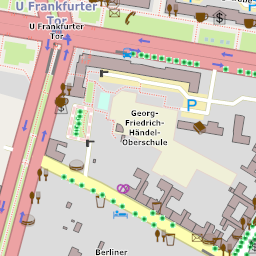 U Frankfurter
Tor
U Frankfurter
Tor
P
Georg-
Friedrich-
Händel-
Oberschule
P
Berliner